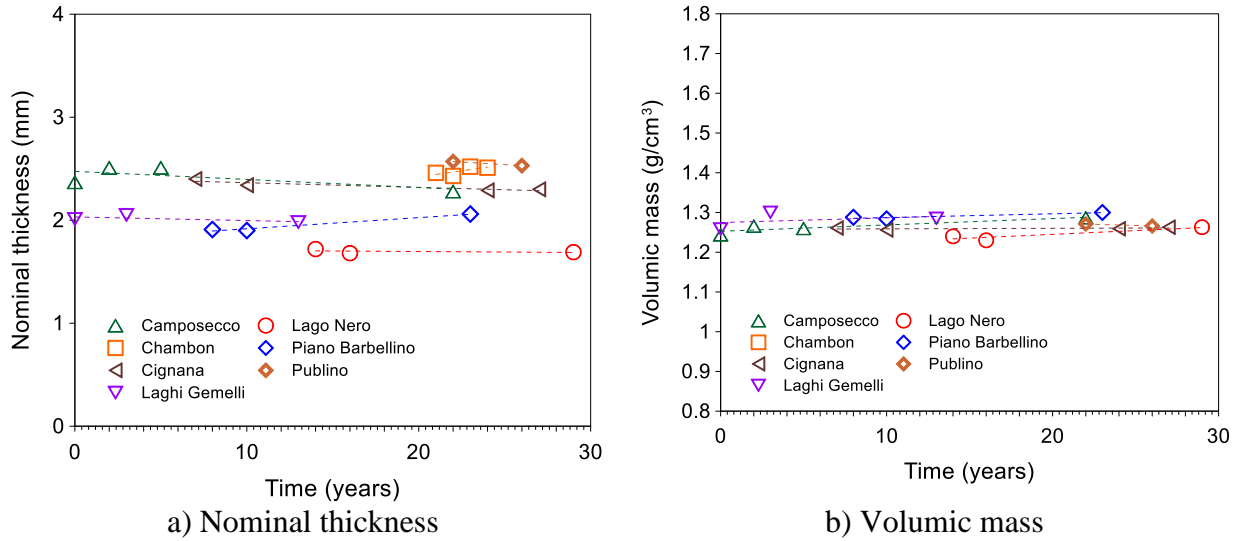 4
3
2
1
0
Nominal thickness (mm)
Camposecco
Chambon
Cignana
Laghi Gemelli
Lago Nero
Piano Barbellino
Publino
0 10 20 30
Time (years)
a) Nominal thickness
1.8
1.7
1.6
1.5
1.4
1.3
1.2
1.1
1
0.9
0.8
Volumic mass (g/cm³)
Camposecco
Chambon
Cignana
Laghi Gemelli
Lago Nero
Piano Barbellino
Publino
0 10 20 30
Time (years)
b) Volumic mass